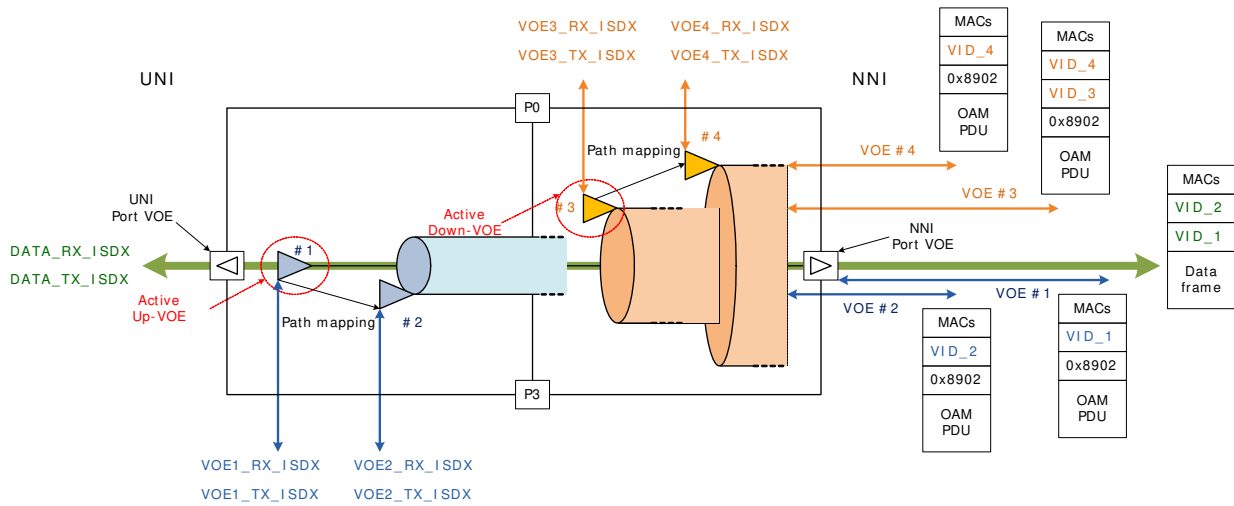 VOE3_RX_ISDX
VOE4_RX_ISDX
VOE3_TX_ISDX
VOE4_TX_ISDX
UNI
NNI
MACs
VID_4
0x8902
OAM
PDU
MACs
VID_4
VID_3
0x8902
OAM
PDU
P0
#4
Path mapping
VOE #4
#3
VOE #3
Active
Down-VOE
UNI
Port VOE
NNI
Port VOE
MACs
VID_2
VID_1
Data
frame
DATA_RX_ISDX
DATA_TX_ISDX
#1
Active
Up-VOE
Path mapping
#2
VOE #2
VOE #1
MACs
VID_2
0x8902
OAM
PDU
MACs
VID_1
0x8902
OAM
PDU
P3
VOE1_RX_ISDX
VOE2_RX_ISDX
VOE1_TX_ISDX
VOE2_TX_ISDX